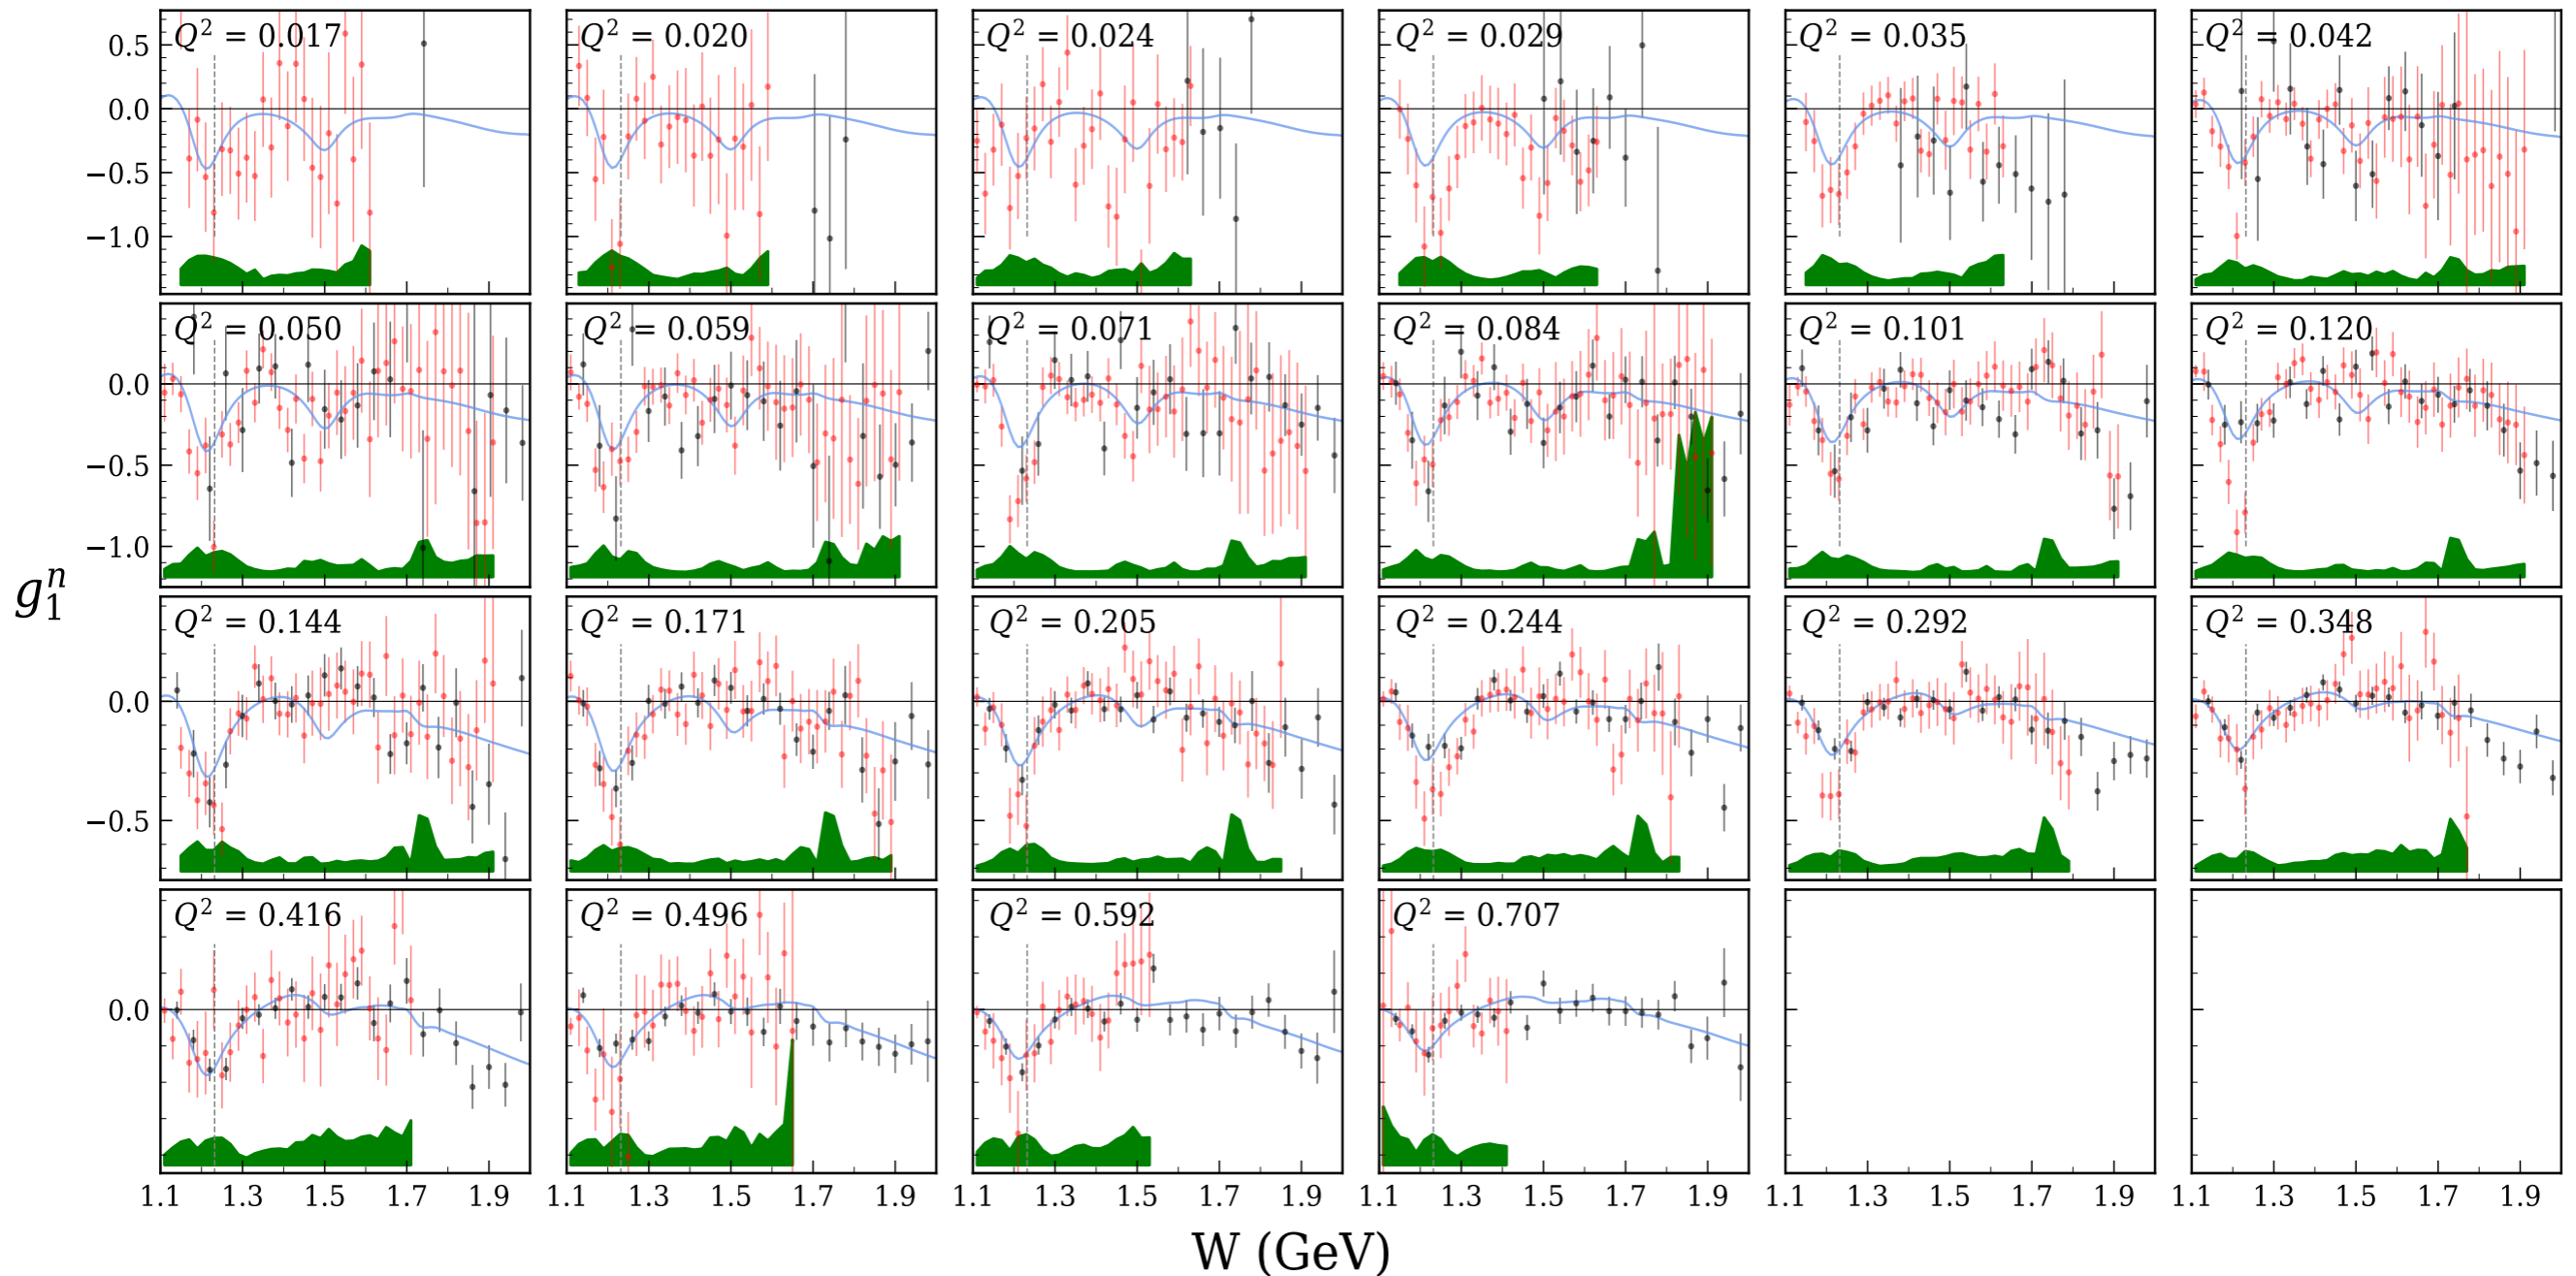 Q² = 0.017
Q² = 0.020
Q² = 0.024
Q² = 0.029
Q² = 0.035
Q² = 0.042
0.5
0.0
−0.5
−1.0
Q² = 0.050
Q² = 0.059
Q² = 0.071
Q² = 0.084
Q² = 0.101
Q² = 0.120
0.0
−0.5
−1.0
g₁ⁿ
Q² = 0.144
Q² = 0.171
Q² = 0.205
Q² = 0.244
Q² = 0.292
Q² = 0.348
0.0
−0.5
Q² = 0.416
Q² = 0.496
Q² = 0.592
Q² = 0.707
0.0
1.1 1.3 1.5 1.7 1.9
1.1 1.3 1.5 1.7 1.9
1.1 1.3 1.5 1.7 1.9
1.1 1.3 1.5 1.7 1.9
1.1 1.3 1.5 1.7 1.9
1.1 1.3 1.5 1.7 1.9
W (GeV)